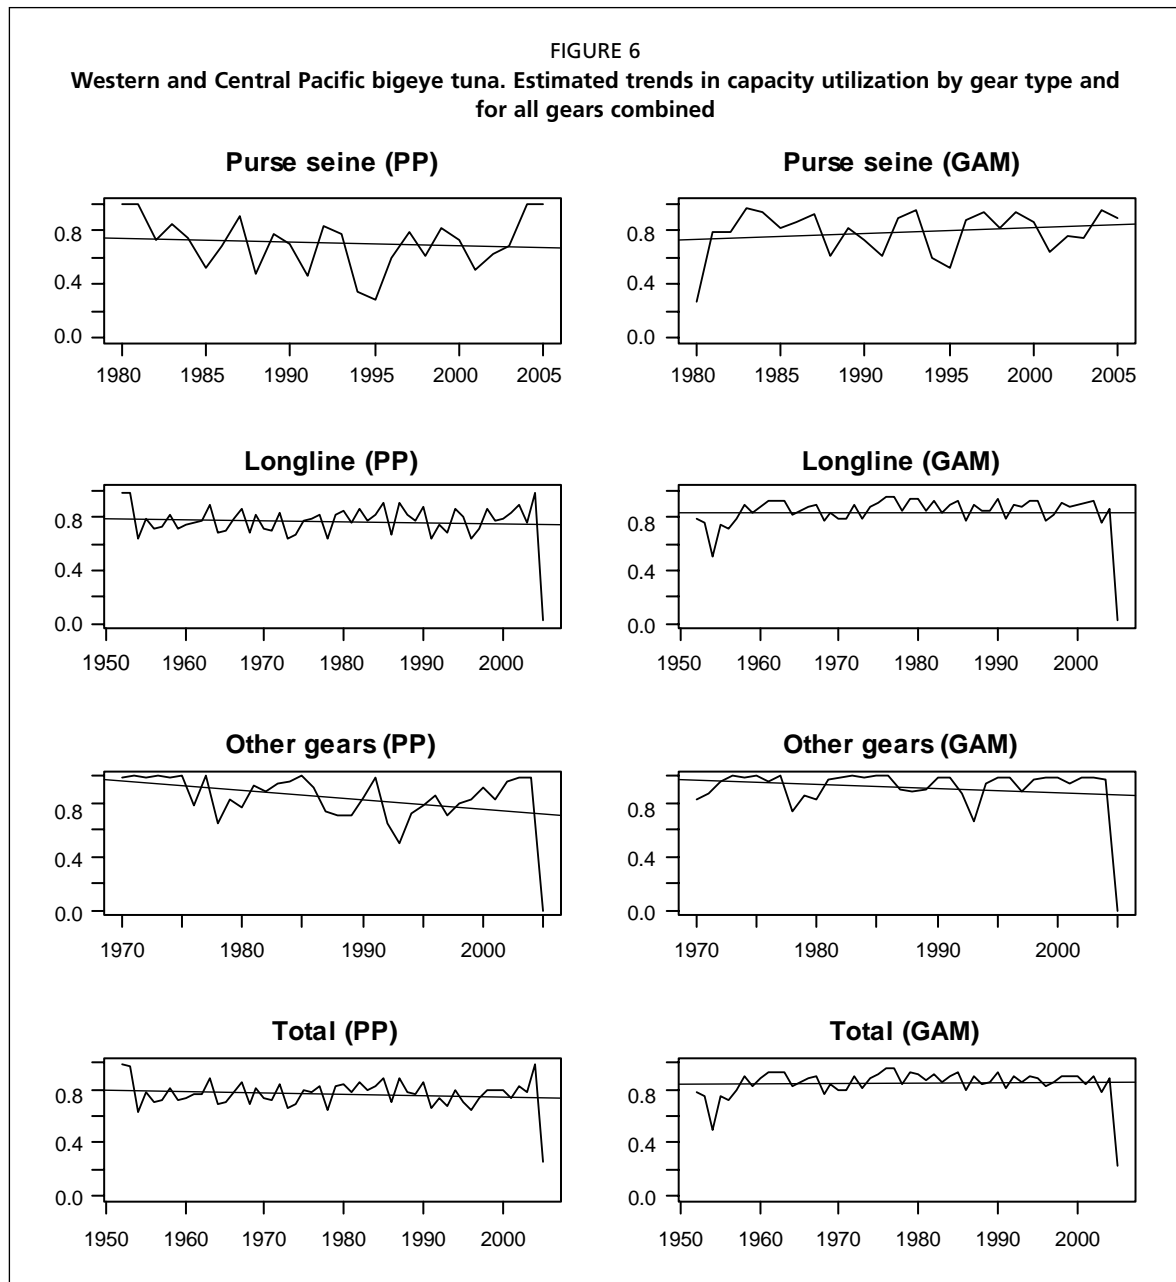 FIGURE 6
Western and Central Pacific bigeye tuna. Estimated trends in capacity utilization by gear type and
for all gears combined
Purse seine (PP)
0.8
0.4
0.0
1980 1985 1990 1995 2000 2005
Purse seine (GAM)
0.8
0.4
0.0
1980 1985 1990 1995 2000 2005
Longline (PP)
0.8
0.4
0.0
1950 1960 1970 1980 1990 2000
Longline (GAM)
0.8
0.4
0.0
1950 1960 1970 1980 1990 2000
Other gears (PP)
0.8
0.4
0.0
1970 1980 1990 2000
Other gears (GAM)
0.8
0.4
0.0
1970 1980 1990 2000
Total (PP)
0.8
0.4
0.0
1950 1960 1970 1980 1990 2000
Total (GAM)
0.8
0.4
0.0
1950 1960 1970 1980 1990 2000